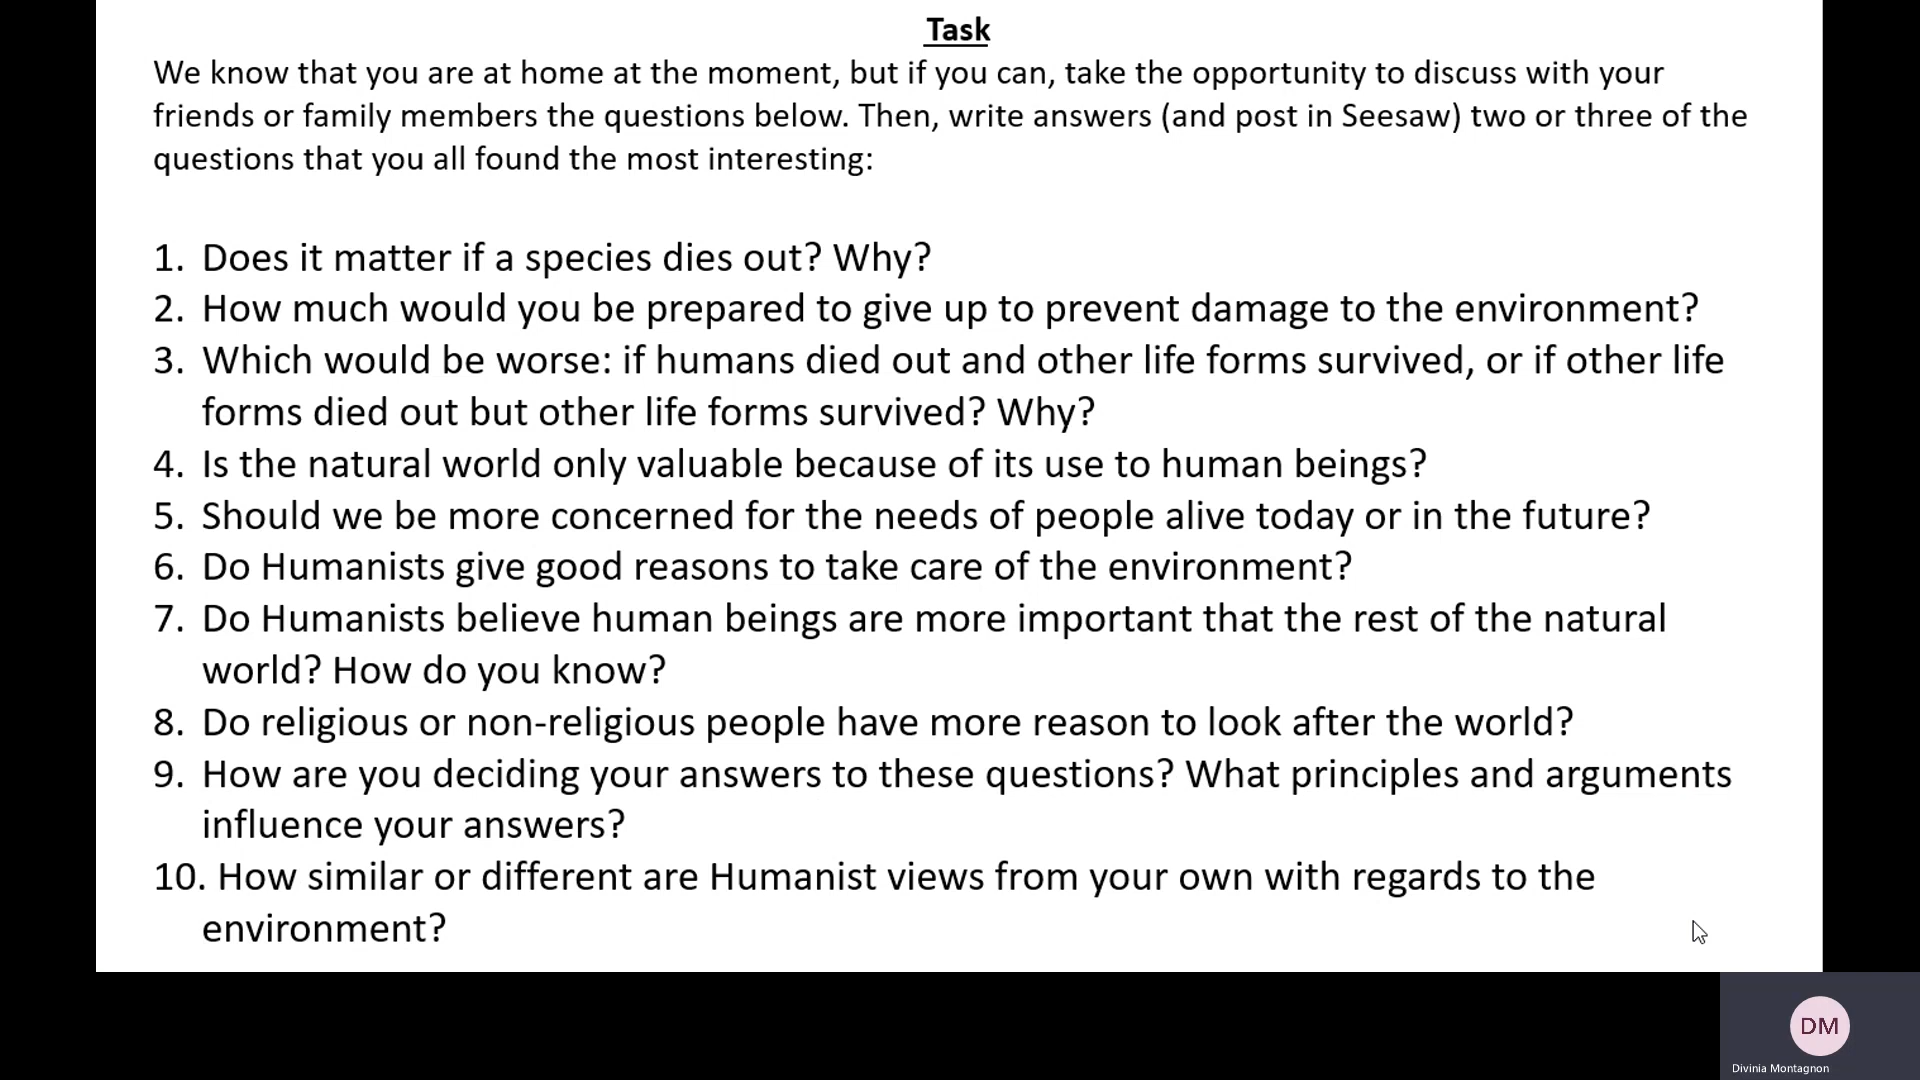 Task
We know that you are at home at the moment, but if you can, take the opportunity to discuss with your
friends or family members the questions below. Then, write answers (and post in Seesaw) two or three of the
questions that you all found the most interesting:
1. Does it matter if a species dies out? Why?
2. How much would you be prepared to give up to prevent damage to the environment?
3. Which would be worse: if humans died out and other life forms survived, or if other life
forms died out but other life forms survived? Why?
4. Is the natural world only valuable because of its use to human beings?
5. Should we be more concerned for the needs of people alive today or in the future?
6. Do Humanists give good reasons to take care of the environment?
7. Do Humanists believe human beings are more important that the rest of the natural
world? How do you know?
8. Do religious or non-religious people have more reason to look after the world?
9. How are you deciding your answers to these questions? What principles and arguments
influence your answers?
10. How similar or different are Humanist views from your own with regards to the
environment?
DM
Divinia Montagnon